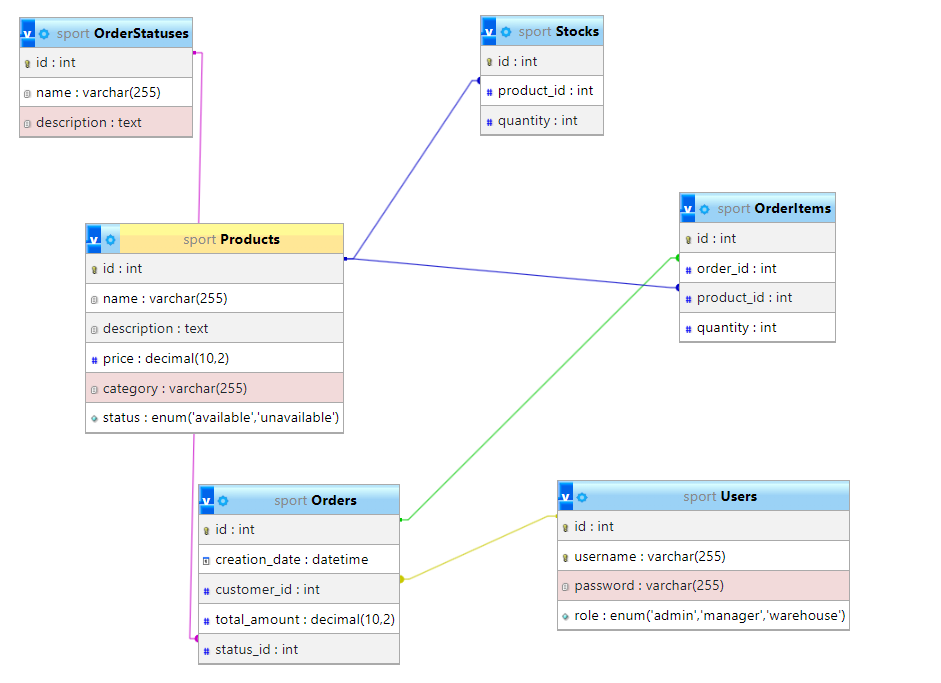 sport OrderStatuses
id : int
name : varchar(255)
description : text
sport Stocks
id : int
product_id : int
quantity : int
sport OrderItems
id : int
order_id : int
product_id : int
quantity : int
sport Products
id : int
name : varchar(255)
description : text
price : decimal(10,2)
category : varchar(255)
status : enum('available','unavailable')
sport Orders
id : int
creation_date : datetime
customer_id : int
total_amount : decimal(10,2)
status_id : int
sport Users
id : int
username : varchar(255)
password : varchar(255)
role : enum('admin','manager','warehouse')